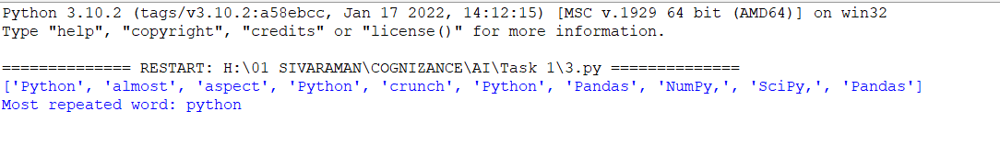 Python 3.10.2 (tags/v3.10.2:a58ebcc, Jan 17 2022, 14:12:15) [MSC v.1929 64 bit (AMD64)] on win32
Type "help", "copyright", "credits" or "license()" for more information.
============== RESTART: H:\01 SIVARAMAN\COGNIZANCE\AI\Task 1\3.py ==============
['Python', 'almost', 'aspect', 'Python', 'crunch', 'Python', 'Pandas', 'NumPy,', 'SciPy,', 'Pandas']
Most repeated word: python